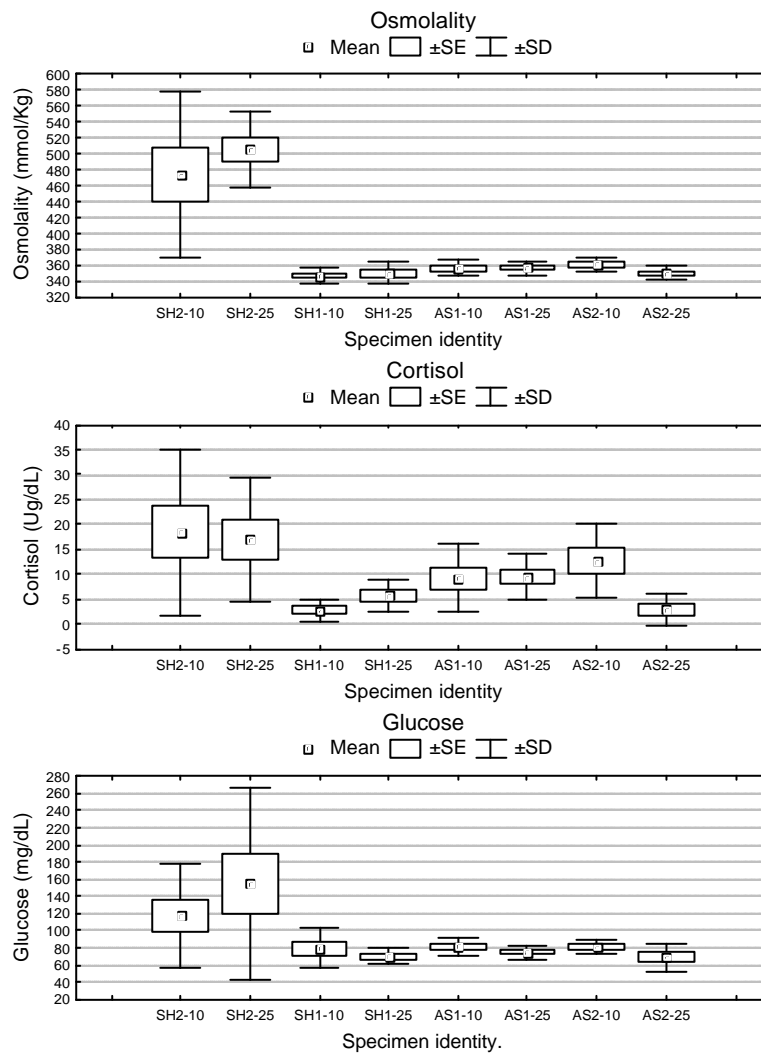 Osmolality
Mean ±SE ±SD
Osmolality (mmol/Kg)
600
580
560
540
520
500
480
460
440
420
400
380
360
340
320
SH2-10 SH2-25 SH1-10 SH1-25 AS1-10 AS1-25 AS2-10 AS2-25
Specimen identity
Cortisol
Mean ±SE ±SD
Cortisol (Ug/dL)
40
35
30
25
20
15
10
5
0
-5
SH2-10 SH2-25 SH1-10 SH1-25 AS1-10 AS1-25 AS2-10 AS2-25
Specimen identity
Glucose
Mean ±SE ±SD
Glucose (mg/dL)
280
260
240
220
200
180
160
140
120
100
80
60
40
20
SH2-10 SH2-25 SH1-10 SH1-25 AS1-10 AS1-25 AS2-10 AS2-25
Specimen identity.